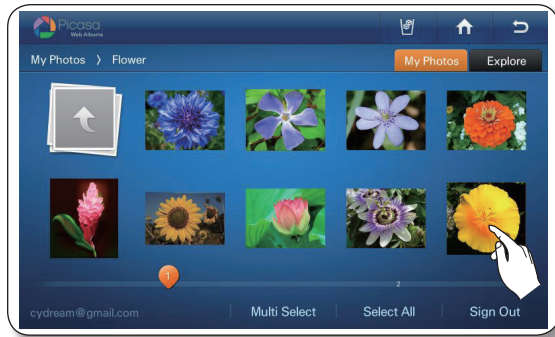 Picasa
Web Albums
My Photos > Flower
My Photos
Explore
1
2
cydream@gmail.com
Multi Select
Select All
Sign Out